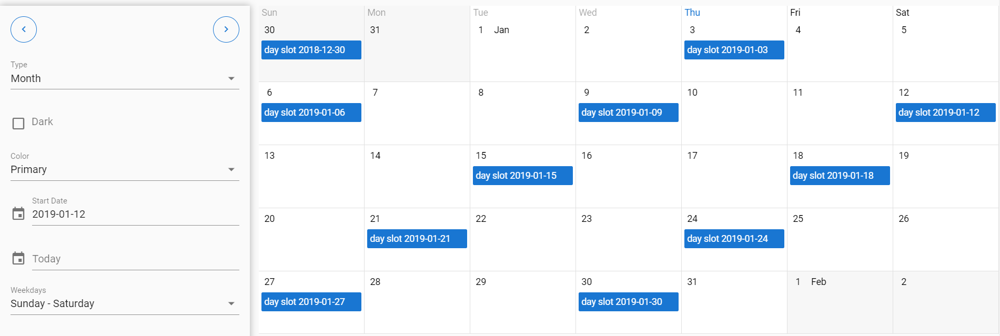 Type
Month
Dark
Color
Primary
Start Date
2019-01-12
Today
Weekdays
Sunday - Saturday
Sun Mon Tue Wed Thu Fri Sat
30 31 1 Jan 2 3 4 5
day slot 2018-12-30 day slot 2019-01-03
6 7 8 9 10 11 12
day slot 2019-01-06 day slot 2019-01-09 day slot 2019-01-12
13 14 15 16 17 18 19
day slot 2019-01-15 day slot 2019-01-18
20 21 22 23 24 25 26
day slot 2019-01-21 day slot 2019-01-24
27 28 29 30 31 1 Feb 2
day slot 2019-01-27 day slot 2019-01-30